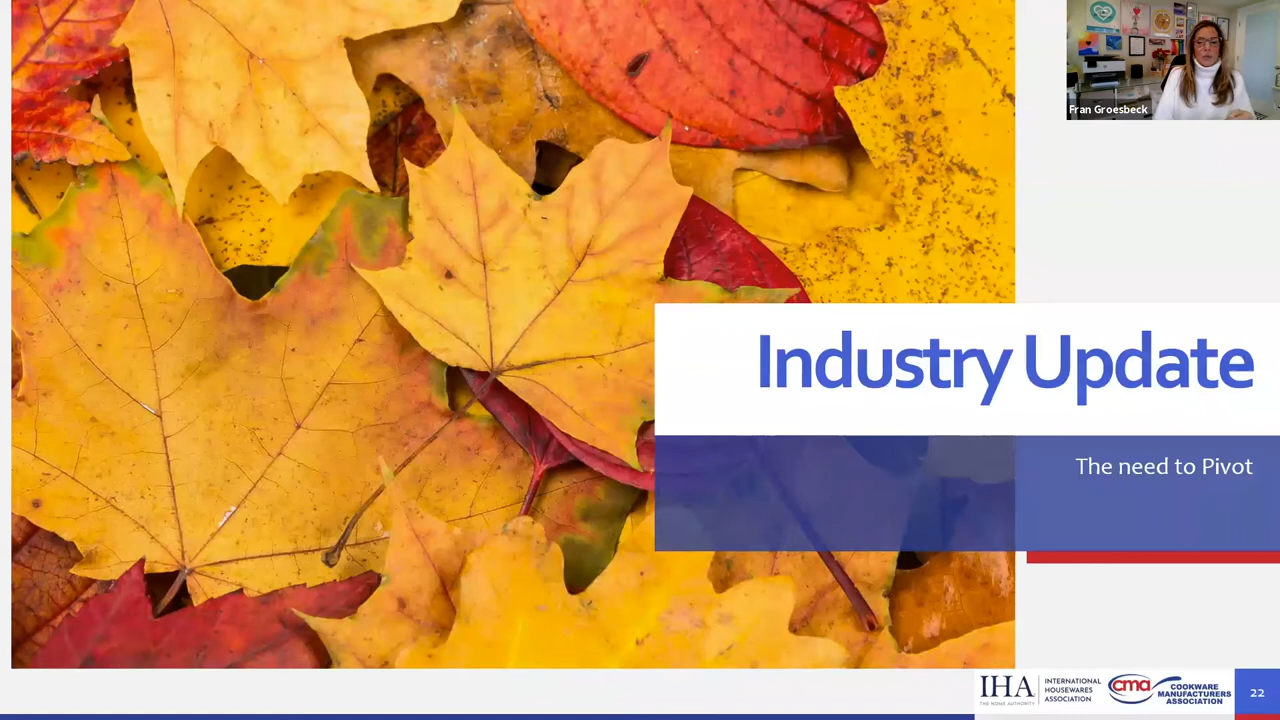 Fran Groesbeck
Industry Update
The need to Pivot
IHA
THE HOME AUTHORITY
INTERNATIONAL
HOUSEWARES
ASSOCIATION
cma
COOKWARE
MANUFACTURERS
ASSOCIATION
22